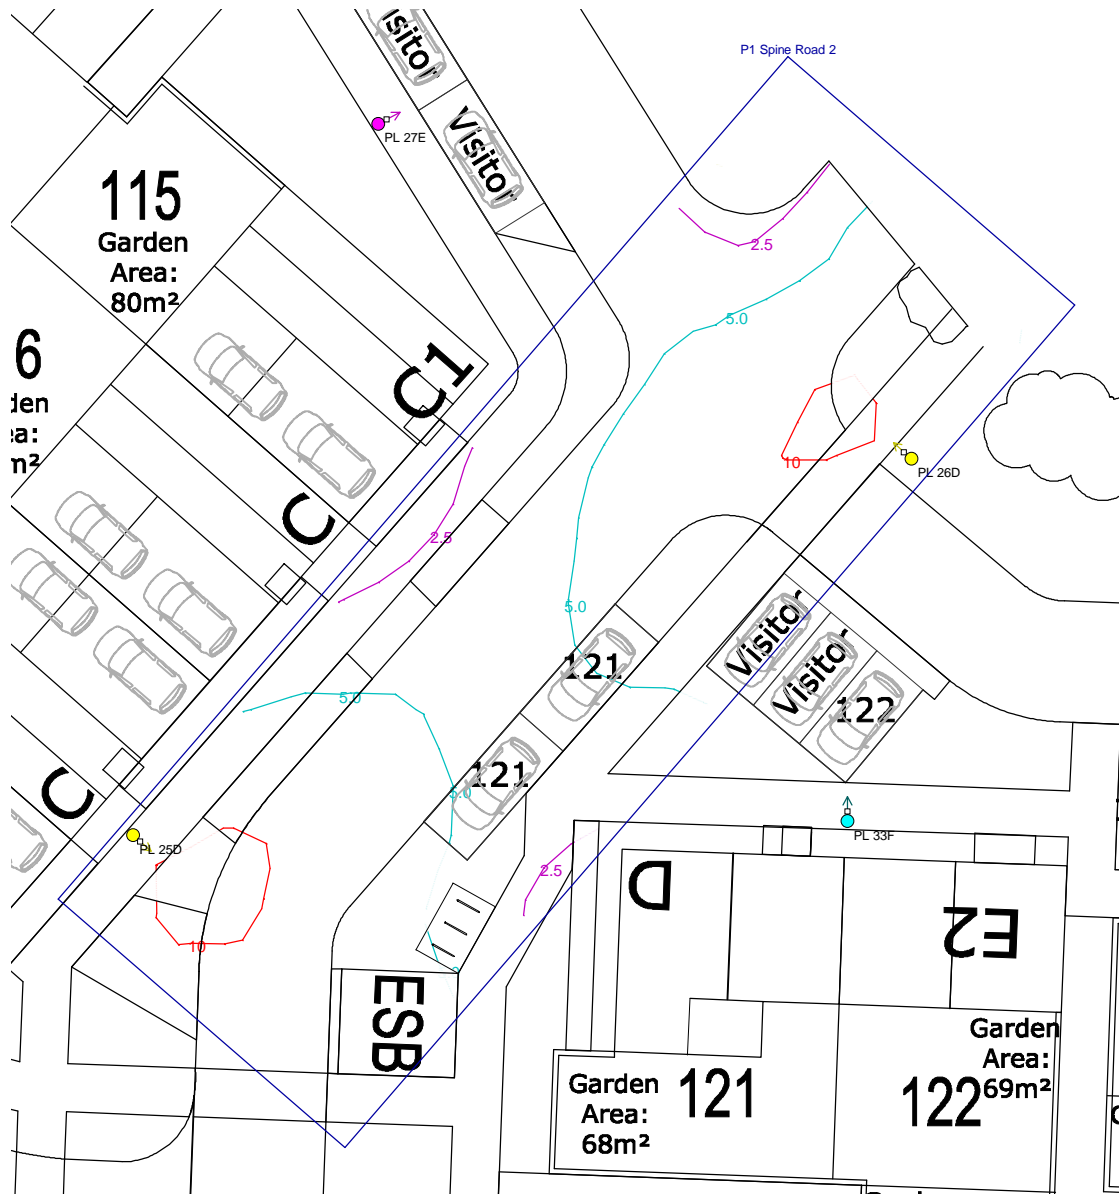 isitor
P1 Spine Road 2
PL 27E
Visitor
115
Garden
Area:
80m²
2.5
5.0
6
den
ea:
m²
C1
10
PL 26D
C
2.5
5.0
121
Visitor
Visitor
122
5.0
121
5.0
C
PL 25D
PL 33F
2.5
D
E2
10
ESB
Garden
Area:
69m²
Garden
Area:
68m²
121
122